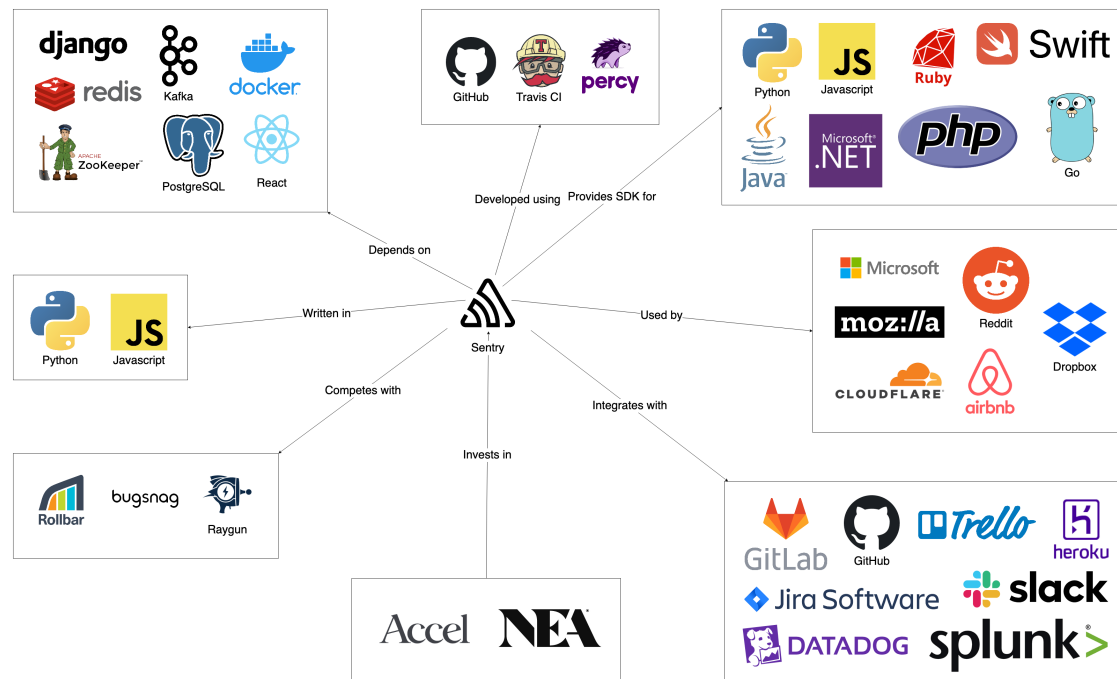 django
Kafka
docker
redis
APACHE
ZooKeeper™
PostgreSQL
React
GitHub
Travis CI
percy
Python
JS
Javascript
Ruby
Swift
Java
Microsoft®
.NET
php
Go
Developed using
Provides SDK for
Depends on
Written in
Sentry
Used by
Microsoft
moz://a
Reddit
Dropbox
CLOUDFLARE
airbnb
Python
JS
Javascript
Competes with
Integrates with
Invests in
Rollbar
bugsnag
Raygun
Accel
NEA
GitLab
GitHub
Trello
heroku
Jira Software
slack
DATADOG
splunk>